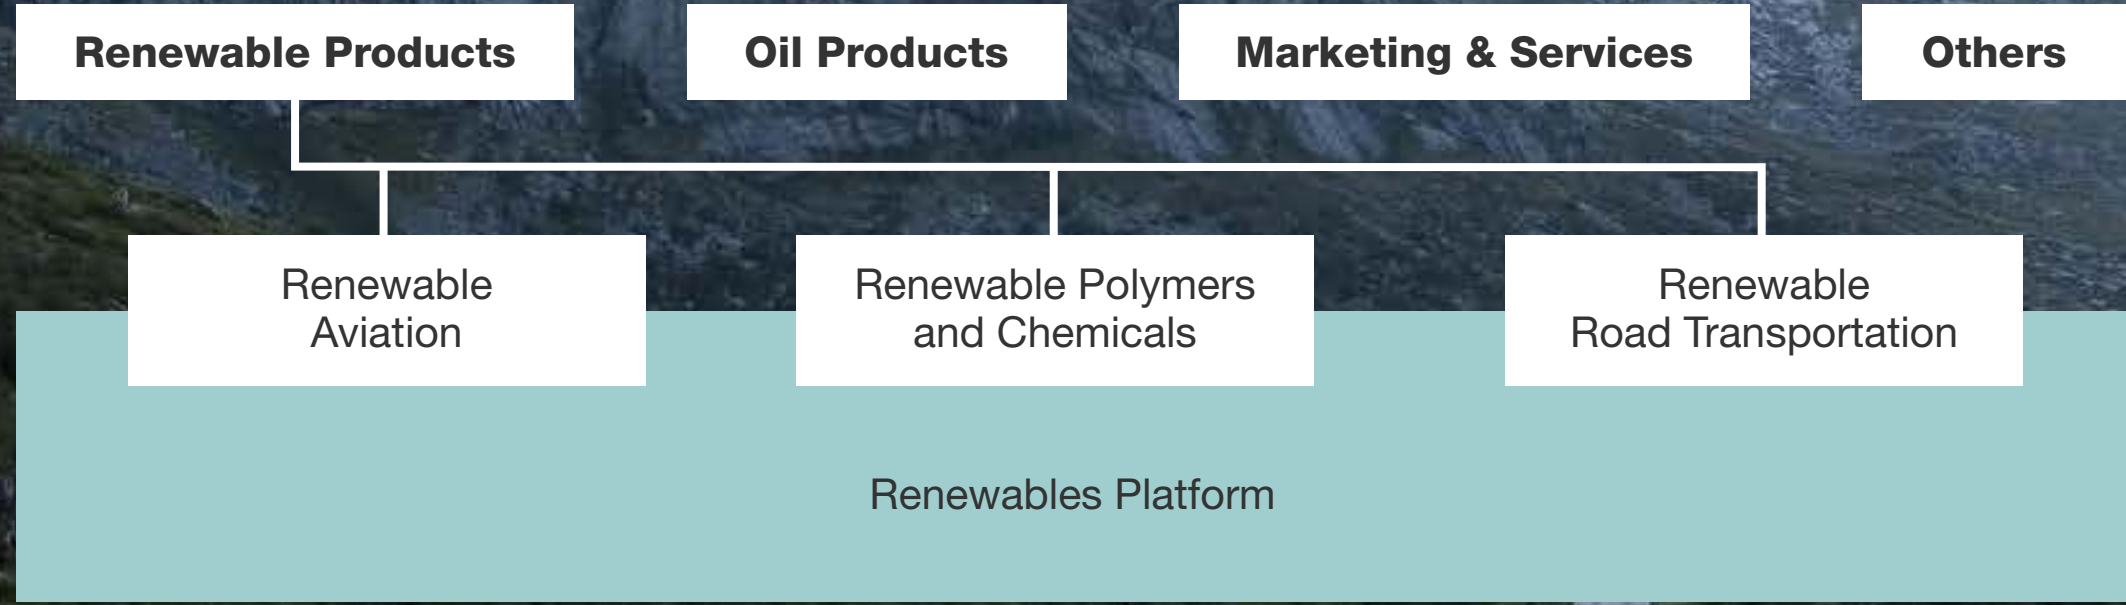 Renewable Products
Oil Products
Marketing & Services
Others
Renewable
Aviation
Renewable Polymers
and Chemicals
Renewable
Road Transportation
Renewables Platform